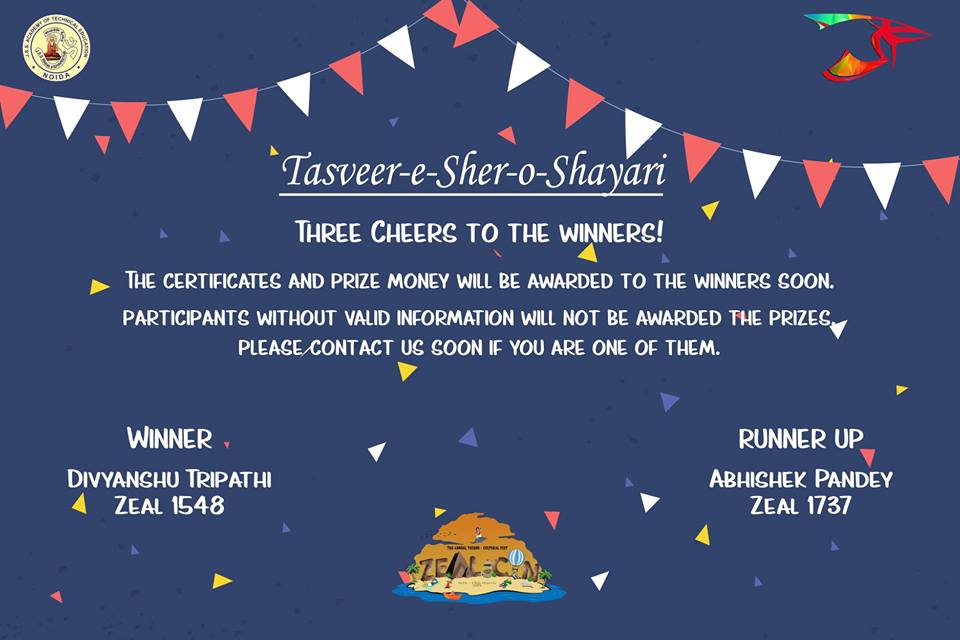 J.S.S. ACADEMY OF TECHNICAL EDUCATION
NOIDA
Tasveer-e-Sher-o-Shayari
THREE CHEERS TO THE WINNERS!
THE CERTIFICATES AND PRIZE MONEY WILL BE AWARDED TO THE WINNERS SOON.
PARTICIPANTS WITHOUT VALID INFORMATION WILL NOT BE AWARDED THE PRIZES.
PLEASE CONTACT US SOON IF YOU ARE ONE OF THEM.
WINNER
DIVYANSHU TRIPATHI
ZEAL 1548
RUNNER UP
ABHISHEK PANDEY
ZEAL 1737
THE ANNUAL TECHNO - CULTURAL FEST
ZEALICON